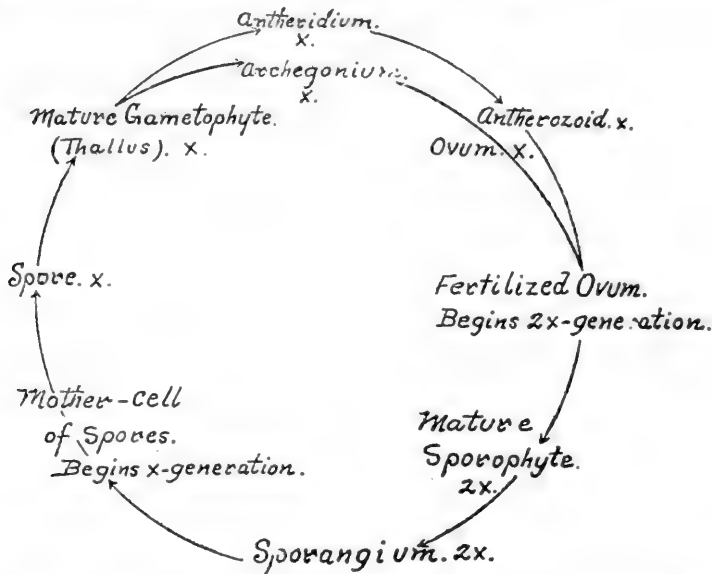 Antheridium.
x.
Archegonium.
x.
Mature Gametophyte.
(Thallus). x.
Antherozoid. x.
Ovum. x.
Spore. x.
Fertilized Ovum.
Begins 2x-generation.
Mother-cell
of Spores.
Begins x-generation.
Mature
Sporophyte.
2x.
Sporangium. 2x.